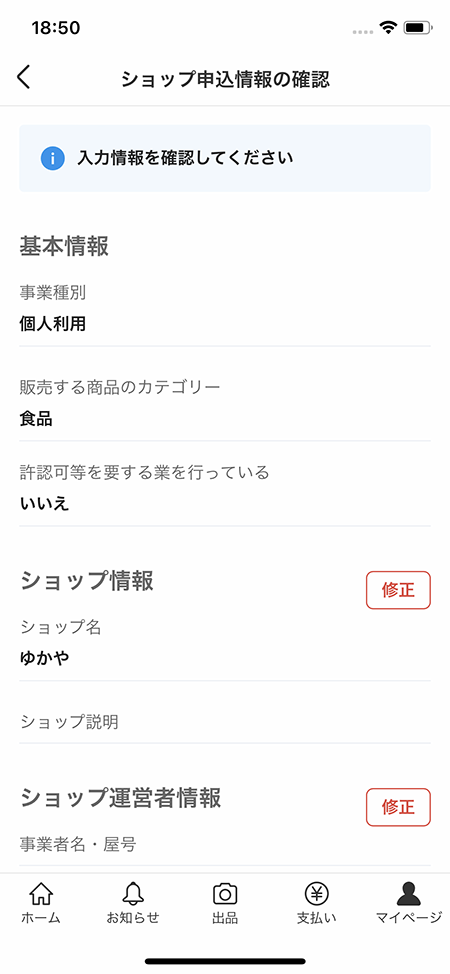 18:50
ショップ申込情報の確認
入力情報を確認してください
基本情報
事業種別
個人利用
販売する商品のカテゴリー
食品
許認可等を要する業を行っている
いいえ
ショップ情報
修正
ショップ名
ゆかや
ショップ説明
ショップ運営者情報
修正
事業者名・屋号
ホーム
お知らせ
出品
支払い
マイページ